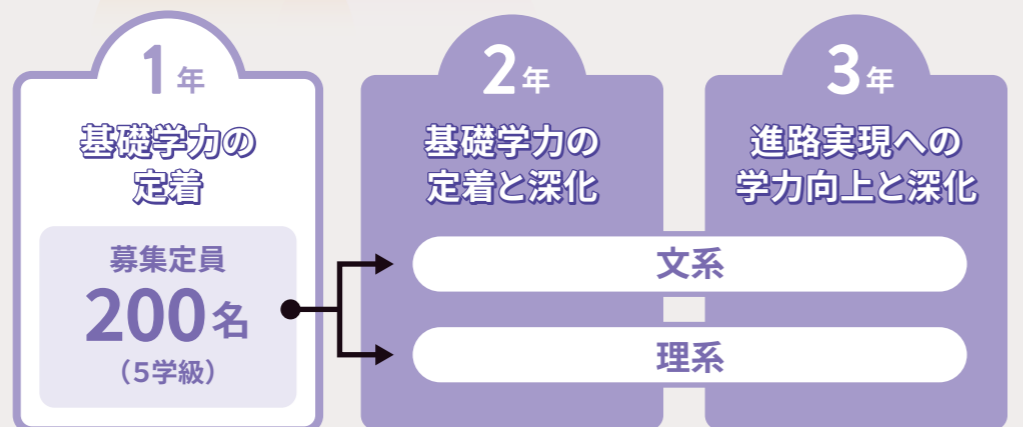 1年
基礎学力の
定着
募集定員
200名
（5学級）
2年
基礎学力の
定着と深化
3年
進路実現への
学力向上と深化
文系
理系